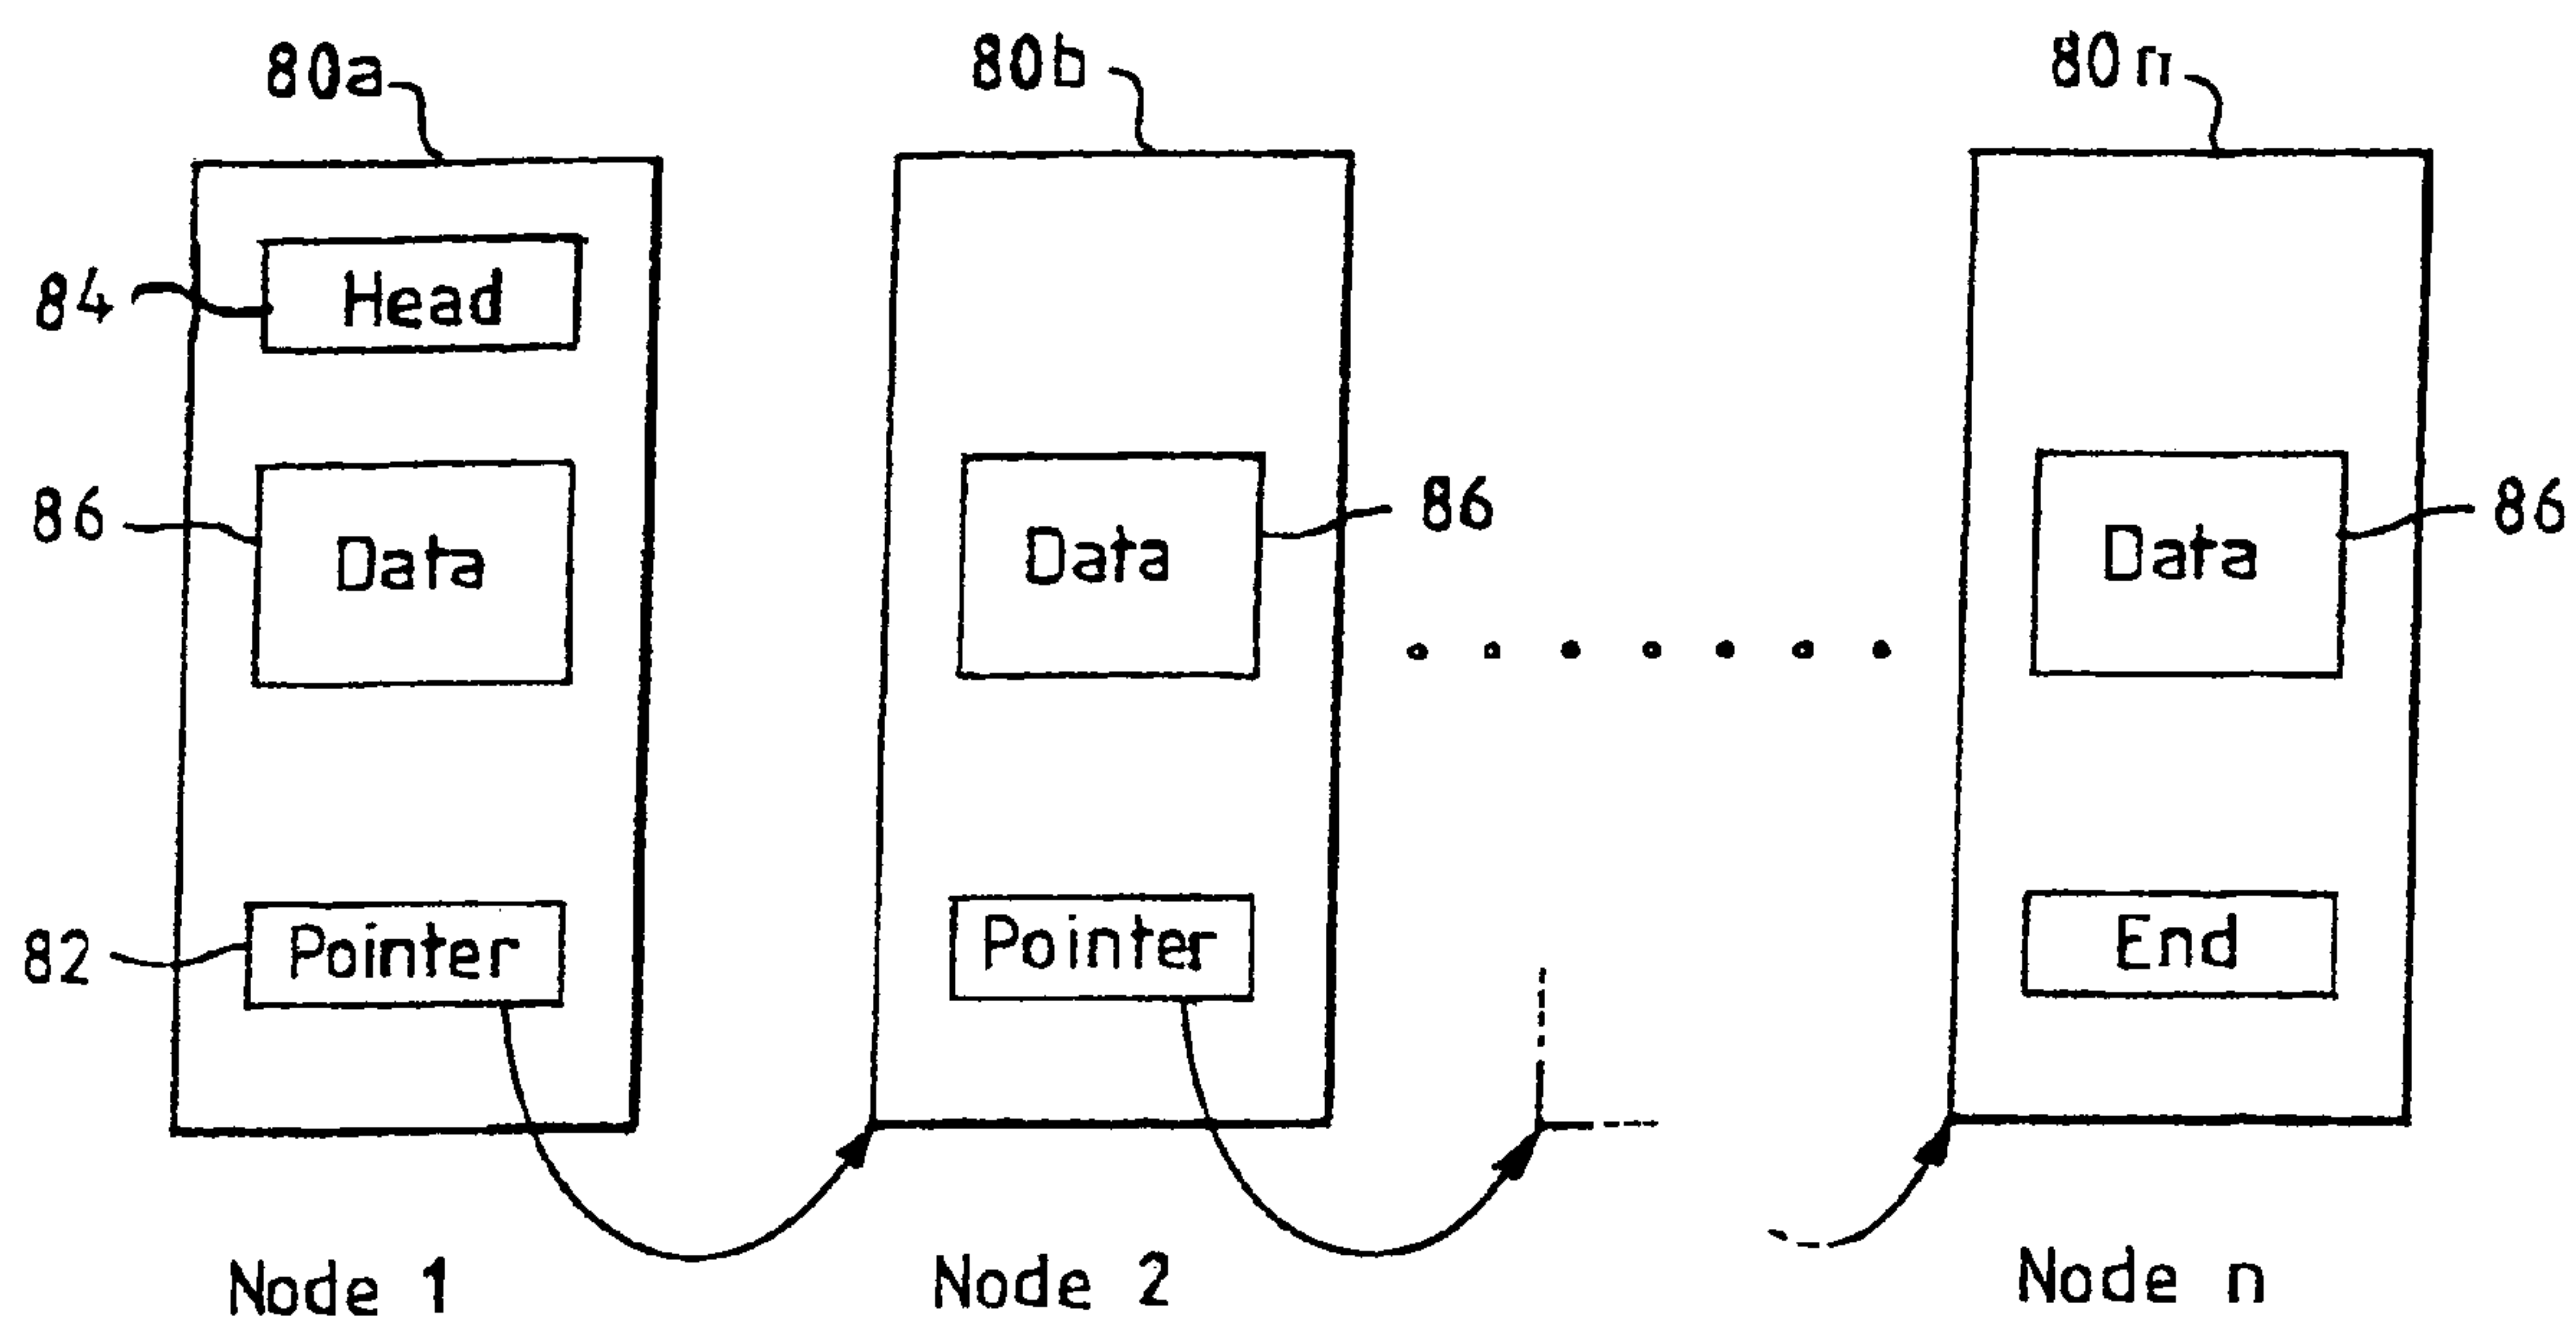 80a
80b
80n
84
Head
86
Data
Data
86
Data
86
82
Pointer
Pointer
End
Node 1
Node 2
Node n